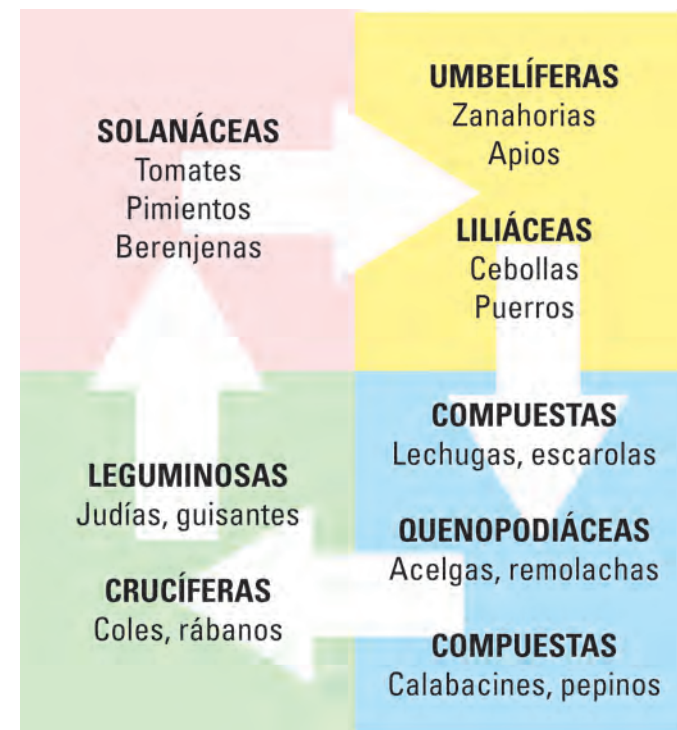 SOLANÁCEAS
Tomates
Pimientos
Berenjenas
UMBELÍFERAS
Zanahorias
Apios
LILIÁCEAS
Cebollas
Puerros
COMPUESTAS
Lechugas, escarolas
QUENOPODIÁCEAS
Acelgas, remolachas
COMPUESTAS
Calabacines, pepinos
LEGUMINOSAS
Judías, guisantes
CRUCÍFERAS
Coles, rábanos